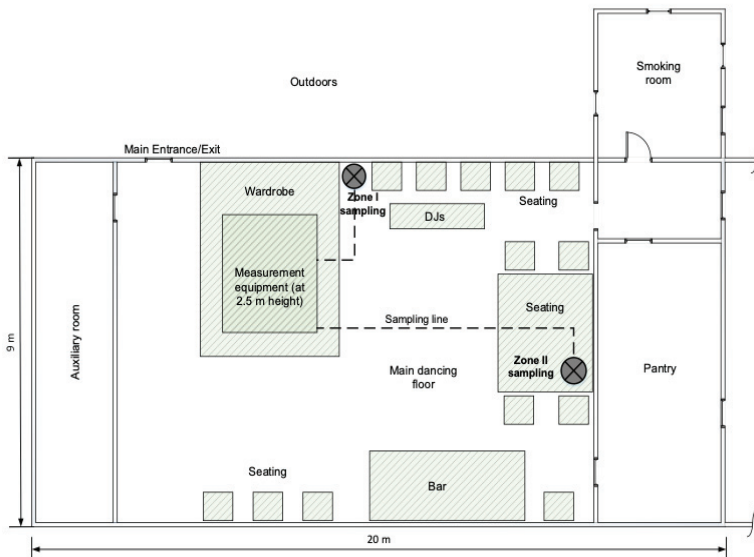 Smoking
room
Outdoors
Main Entrance/Exit
Wardrobe
Zone I
sampling
Seating
DJs
Measurement
equipment (at
2.5 m height)
Seating
Sampling line
Auxiliary room
9 m
Main dancing
floor
Zone II
sampling
Pantry
Seating
Bar
20 m